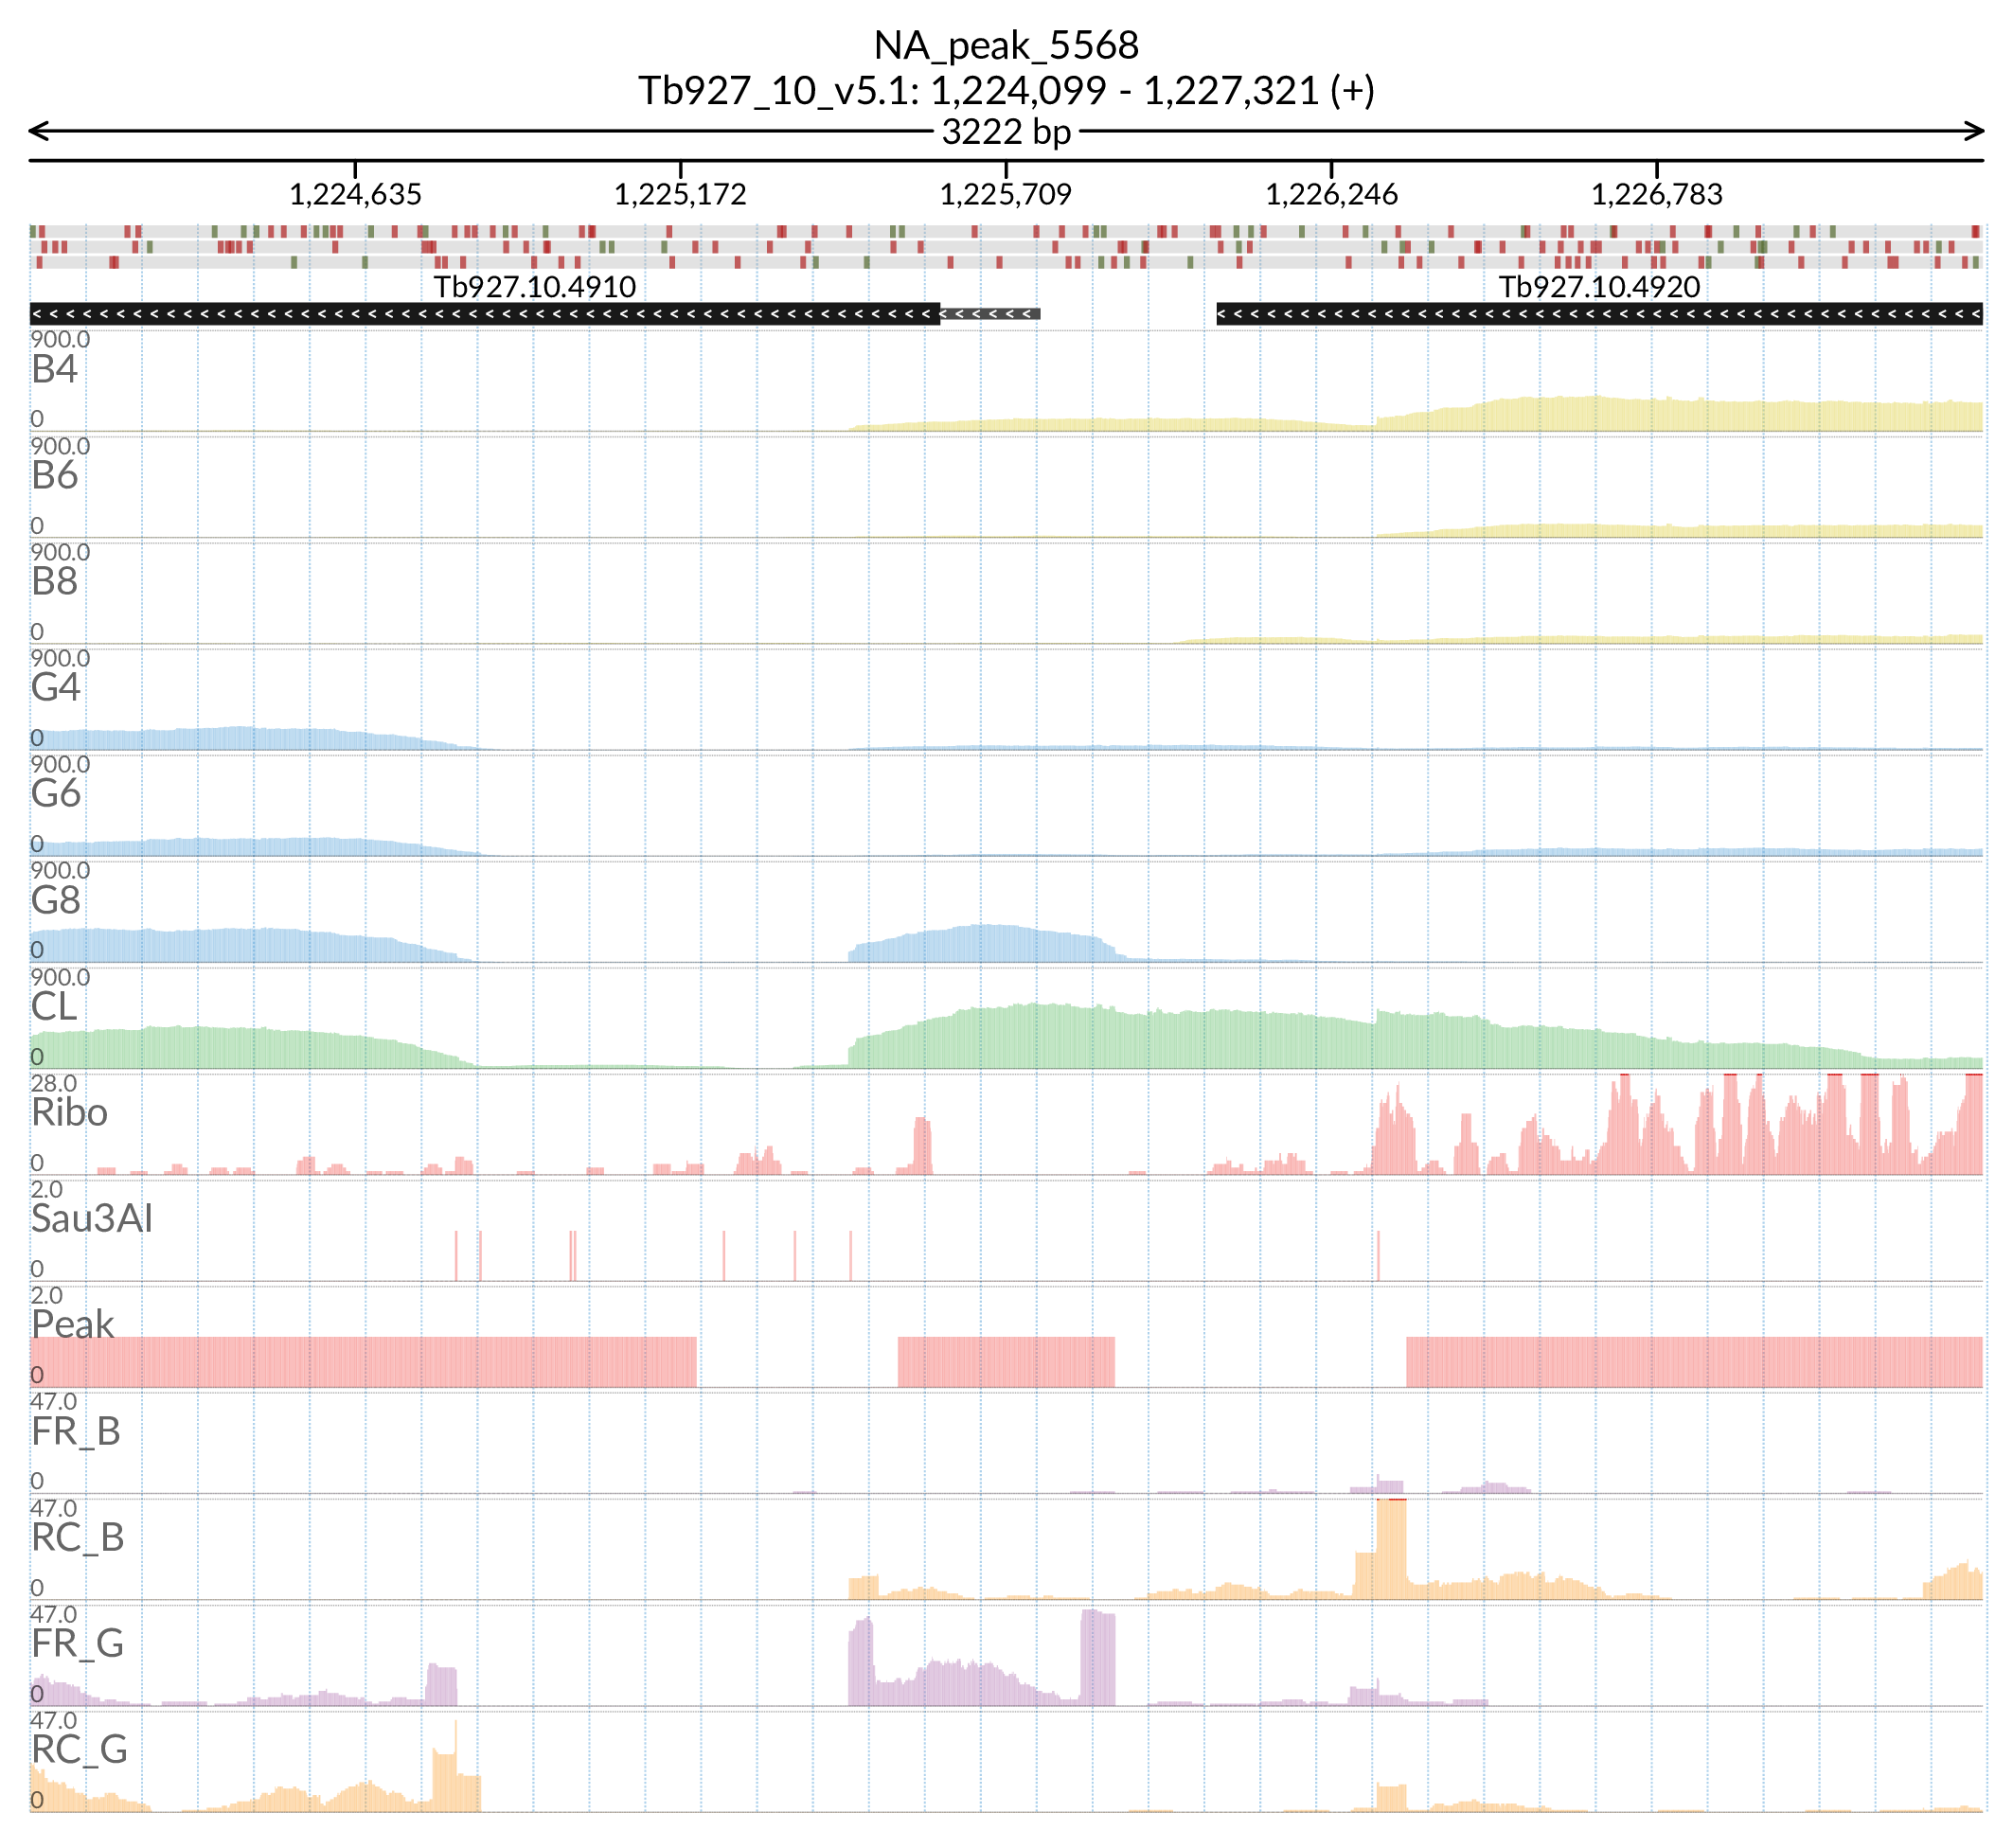 NA_peak_5568
Tb927_10_v5.1: 1,224,099 - 1,227,321 (+)
3222 bp
1,224,635 1,225,172 1,225,709 1,226,246 1,226,783
Tb927.10.4910 Tb927.10.4920
900.0
B4
0
900.0
B6
0
900.0
B8
0
900.0
G4
0
900.0
G6
0
900.0
G8
0
900.0
CL
0
28.0
Ribo
0
2.0
Sau3AI
0
2.0
Peak
0
47.0
FR_B
0
47.0
RC_B
0
47.0
FR_G
0
47.0
RC_G
0